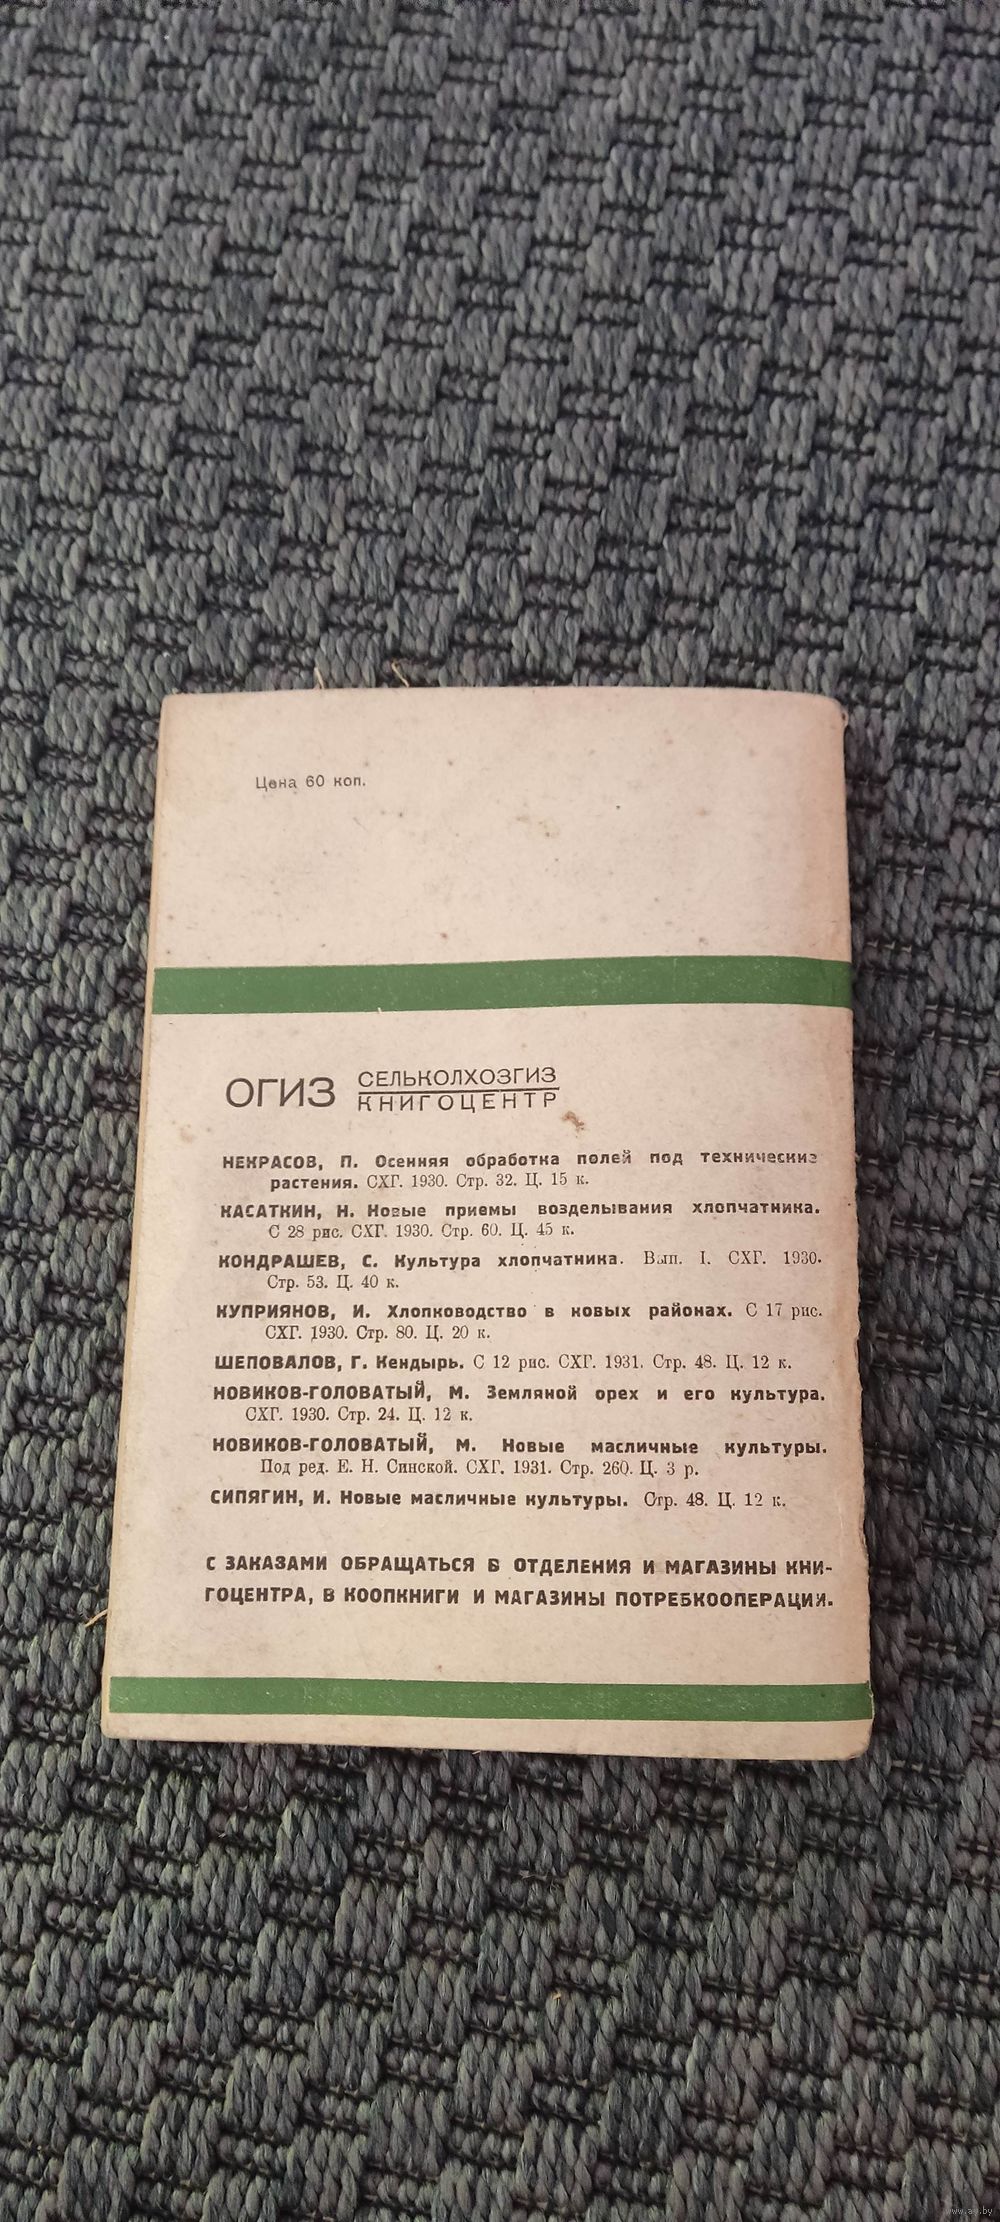 Цена 60 коп.
ОГИЗ СЕЛЬКОЛХОЗГИЗ
КНИГОЦЕНТР
НЕКРАСОВ, П. Осенняя обработка полей под технические
растения. СХГ. 1930. Стр. 32. Ц. 15 к.
КАСАТКИН, Н. Новые приемы возделывания хлопчатника.
С 28 рис. СХГ. 1930. Стр. 60. Ц. 45 к.
КОНДРАШЕВ, С. Культура хлопчатника. Вып. I. СХГ. 1930.
Стр. 53. Ц. 40 к.
КУПРИЯНОВ, И. Хлопководство в новых районах. С 17 рис.
СХГ. 1930. Стр. 80. Ц. 20 к.
ШЕПОВАЛОВ, Г. Кендырь. С 12 рис. СХГ. 1931. Стр. 48. Ц. 12 к.
НОВИКОВ-ГОЛОВАТЫЙ, М. Земляной орех и его культура.
СХГ. 1930. Стр. 24. Ц. 12 к.
НОВИКОВ-ГОЛОВАТЫЙ, М. Новые масличные культуры.
Под ред. Е. Н. Синской. СХГ. 1931. Стр. 260. Ц. 3 р.
СИПЯГИН, И. Новые масличные культуры. Стр. 48. Ц. 12 к.
С ЗАКАЗАМИ ОБРАЩАТЬСЯ В ОТДЕЛЕНИЯ И МАГАЗИНЫ КНИ-
ГОЦЕНТРА, В КООПКНИГИ И МАГАЗИНЫ ПОТРЕБКООПЕРАЦИИ.
www.ay.by